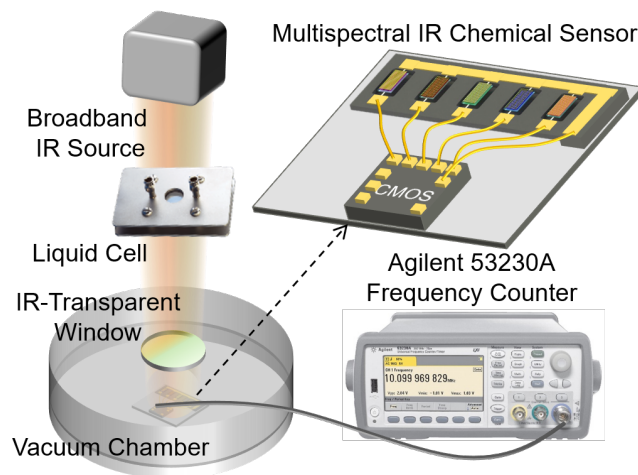 Multispectral IR Chemical Sensor
Broadband
IR Source
CMOS
Liquid Cell
Agilent 53230A
Frequency Counter
IR-Transparent
Window
Agilent
10.099 969 829 MHz
Vacuum Chamber